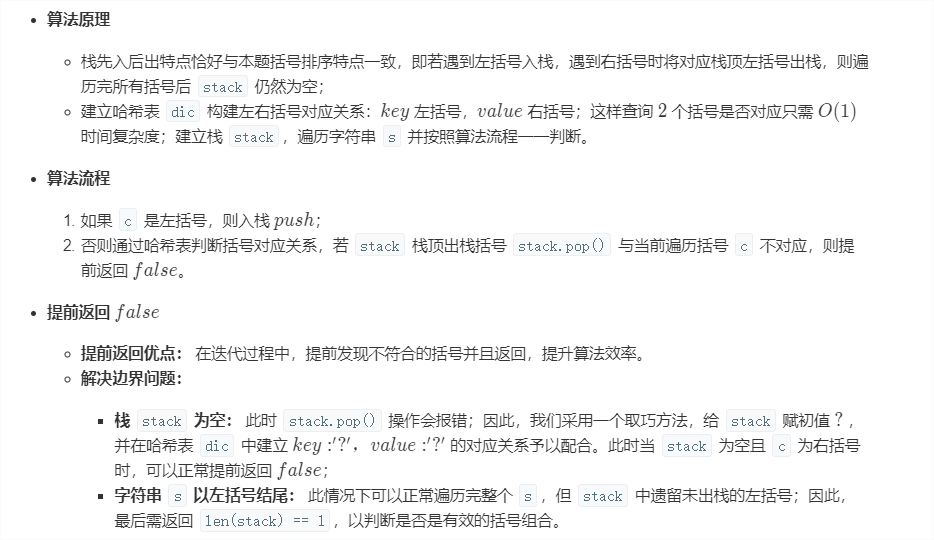 算法原理
栈先入后出特点恰好与本题括号排序特点一致，即若遇到左括号入栈，遇到右括号时将对应栈顶左括号出栈，则遍
历完所有括号后 stack 仍然为空；
建立哈希表 dic 构建左右括号对应关系：key 左括号，value 右括号；这样查询 2 个括号是否对应只需 O(1)
时间复杂度；建立栈 stack，遍历字符串 s 并按照算法流程一一判断。
算法流程
1. 如果 c 是左括号，则入栈 push；
2. 否则通过哈希表判断括号对应关系，若 stack 栈顶出栈括号 stack.pop() 与当前遍历括号 c 不对应，则提
前返回 false。
提前返回 false
提前返回优点： 在迭代过程中，提前发现不符合的括号并且返回，提升算法效率。
解决边界问题：
栈 stack 为空： 此时 stack.pop() 操作会报错；因此，我们采用一个取巧方法，给 stack 赋初值 ?，
并在哈希表 dic 中建立 key:'?'，value:'?' 的对应关系予以配合。此时当 stack 为空且 c 为右括号
时，可以正常提前返回 false；
字符串 s 以左括号结尾： 此情况下可以正常遍历完整个 s，但 stack 中遗留未出栈的左括号；因此，
最后需返回 len(stack) == 1，以判断是否是有效的括号组合。